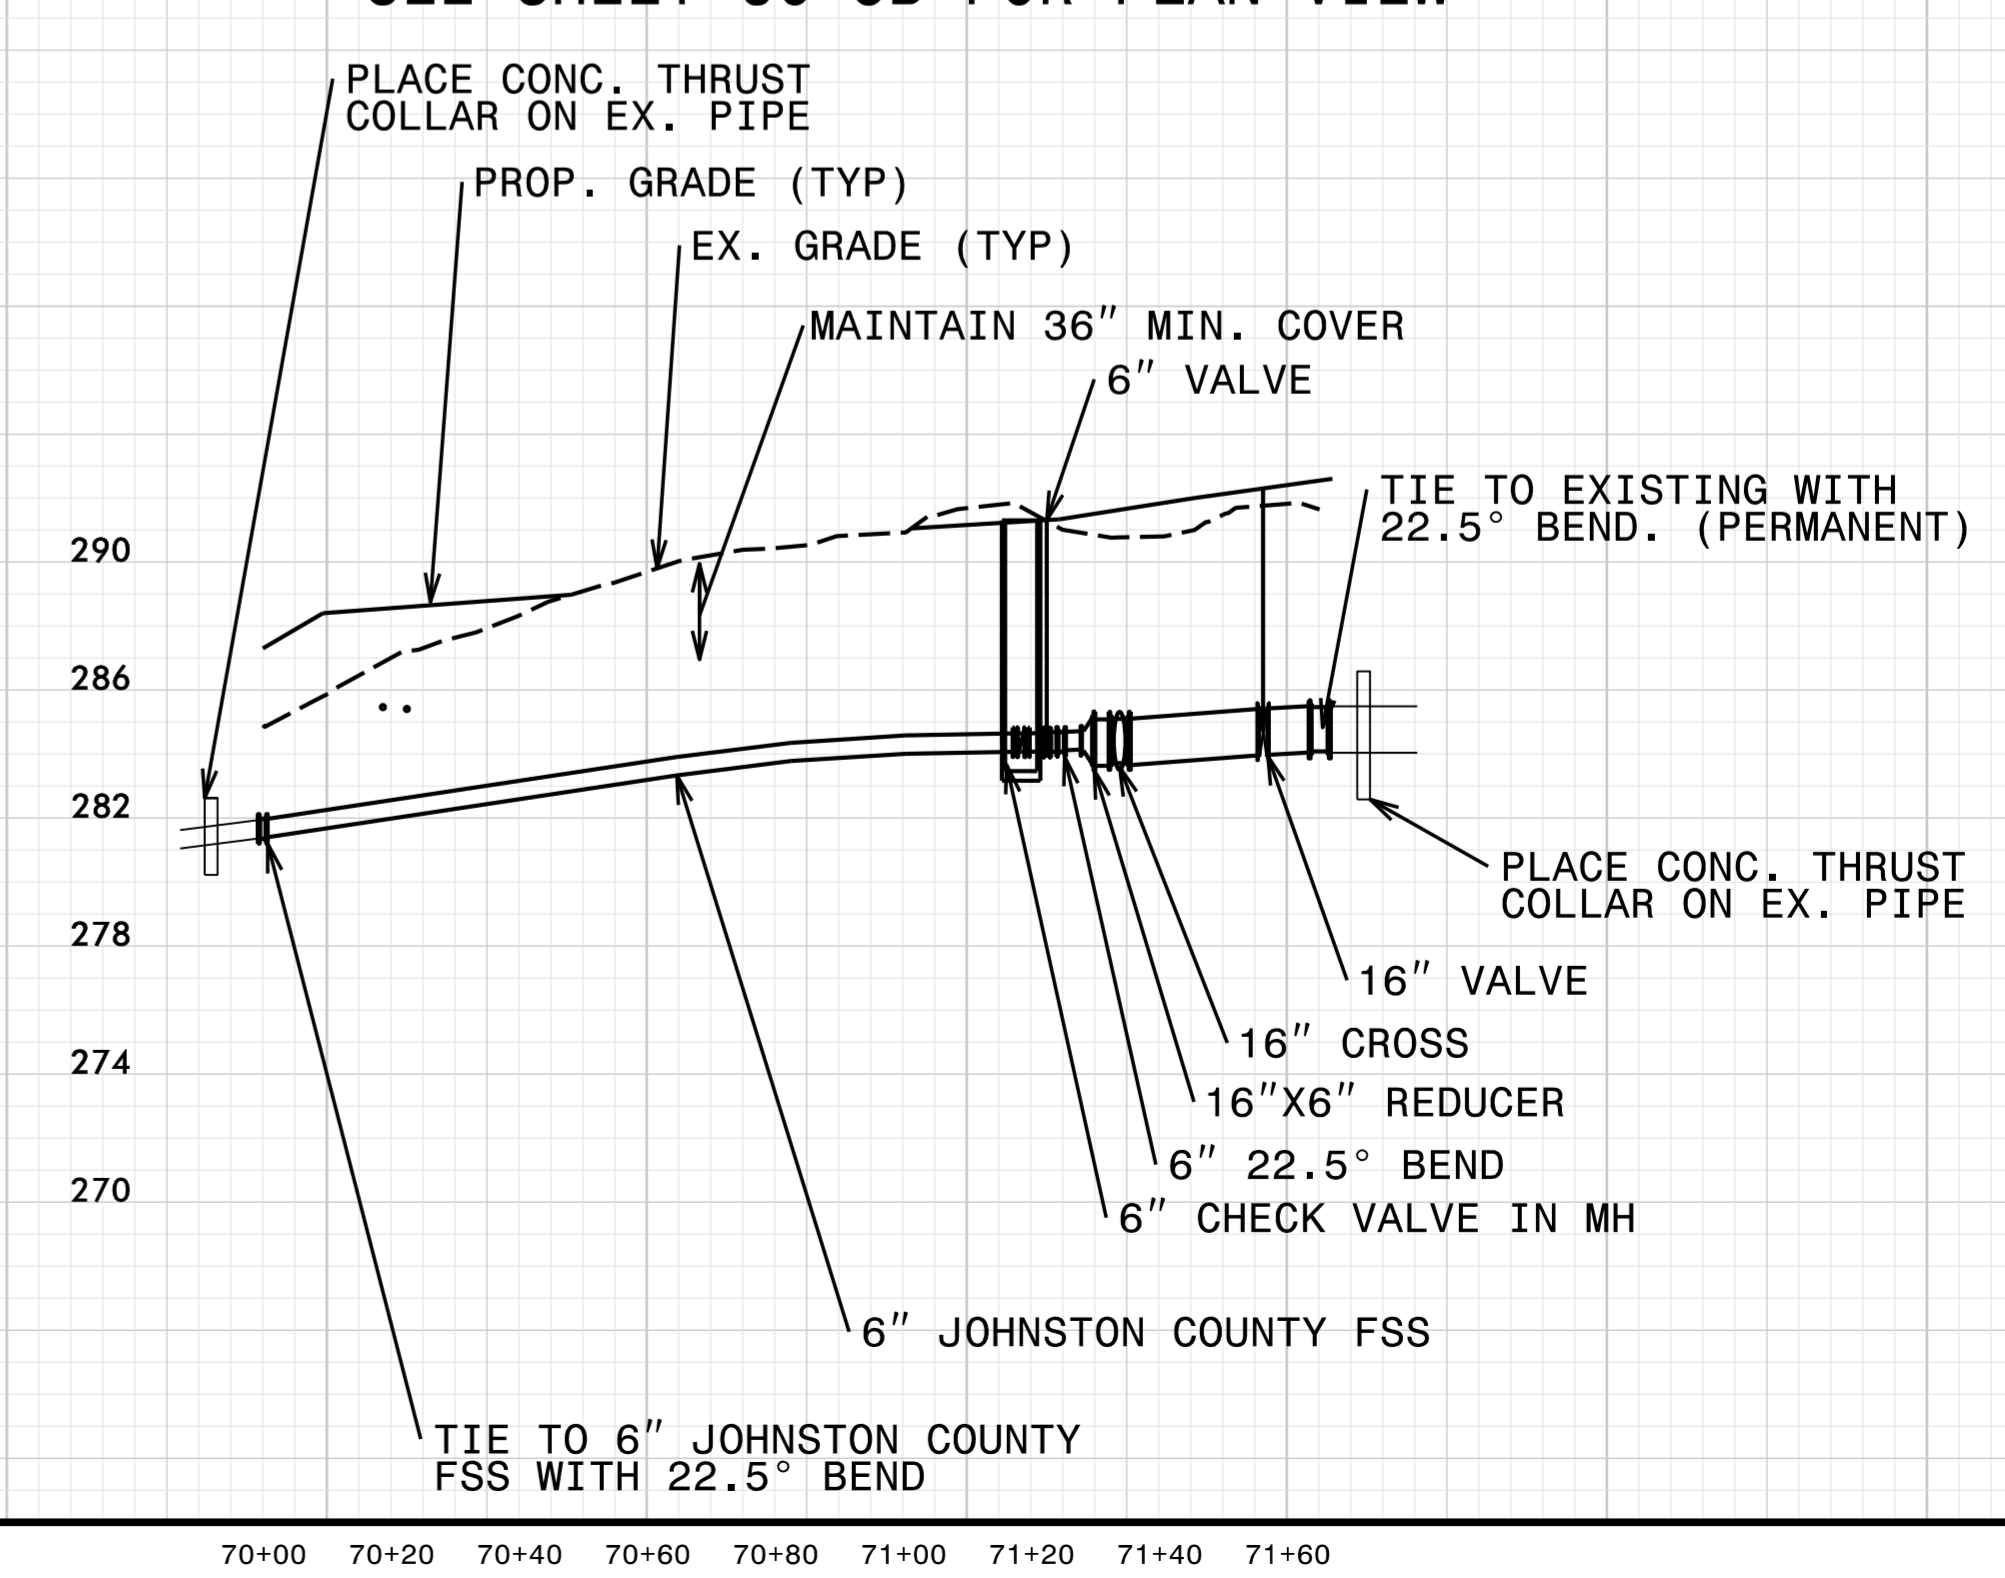 PLACE CONC. THRUST
COLLAR ON EX. PIPE
PROP. GRADE (TYP)
EX. GRADE (TYP)
MAINTAIN 36" MIN. COVER
6" VALVE
TIE TO EXISTING WITH
22.5° BEND. (PERMANENT)
290
286
282
278
274
270
PLACE CONC. THRUST
COLLAR ON EX. PIPE
16" VALVE
16" CROSS
16"X6" REDUCER
6" 22.5° BEND
6" CHECK VALVE IN MH
6" JOHNSTON COUNTY FSS
TIE TO 6" JOHNSTON COUNTY
FSS WITH 22.5° BEND
70+00 70+20 70+40 70+60 70+80 71+00 71+20 71+40 71+60